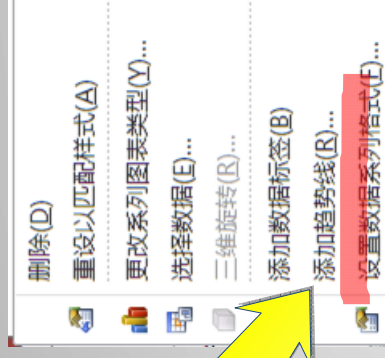 删除(D)
重设以匹配样式(A)
更改系列图表类型(Y)...
选择数据(E)...
三维旋转(R)...
添加数据标签(B)
添加趋势线(R)...
设置数据系列格式(F)...